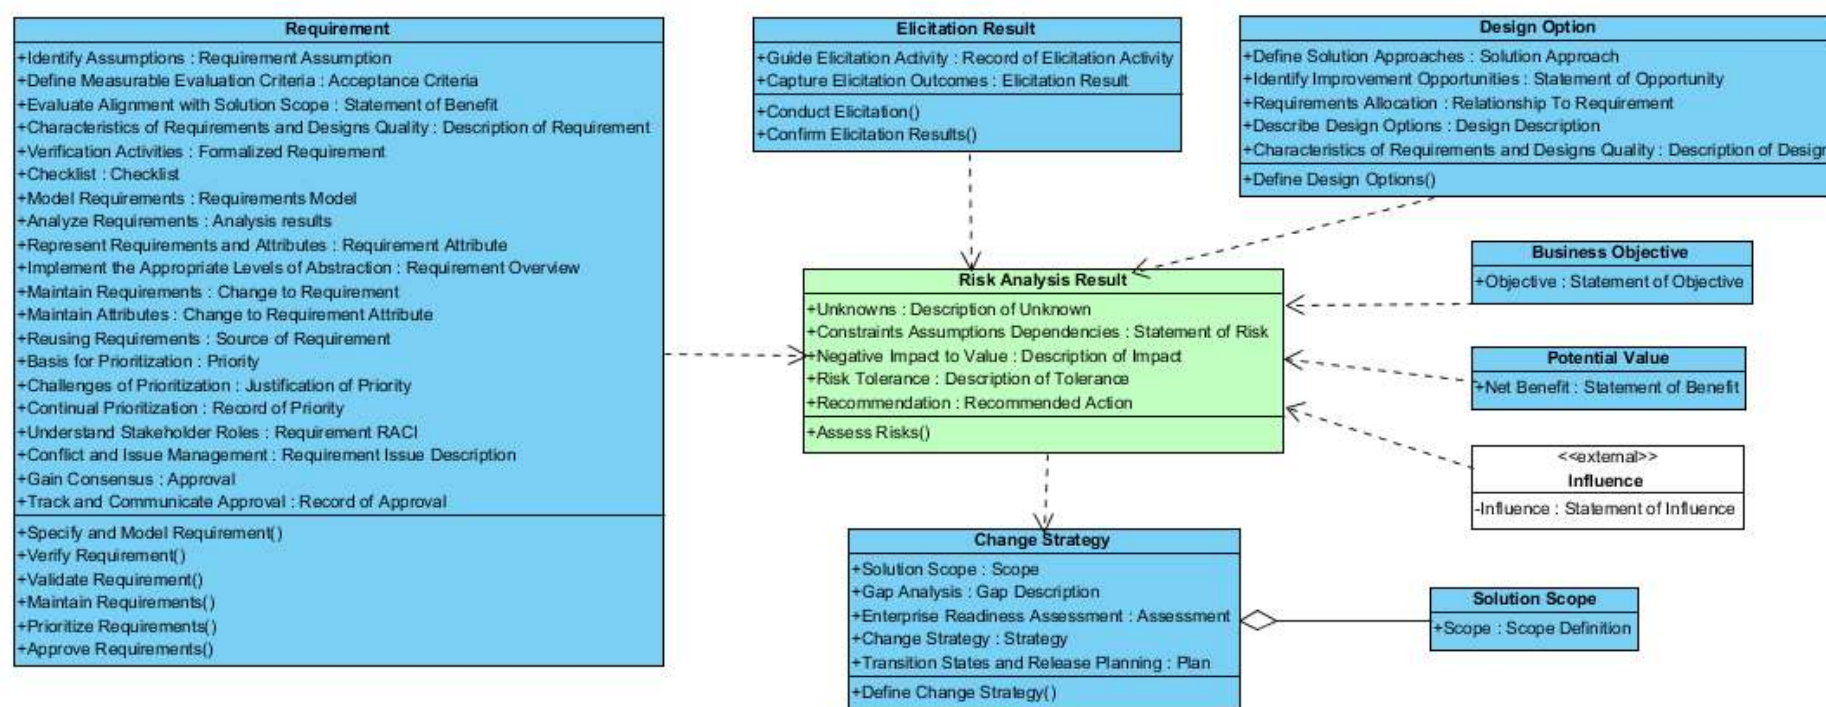 Requirement
+Identify Assumptions : Requirement Assumption
+Define Measurable Evaluation Criteria : Acceptance Criteria
+Evaluate Alignment with Solution Scope : Statement of Benefit
+Characteristics of Requirements and Designs Quality : Description of Requirement
+Verification Activities : Formalized Requirement
+Checklist : Checklist
+Model Requirements : Requirements Model
+Analyze Requirements : Analysis results
+Represent Requirements and Attributes : Requirement Attribute
+Implement the Appropriate Levels of Abstraction : Requirement Overview
+Maintain Requirements : Change to Requirement
+Maintain Attributes : Change to Requirement Attribute
+Reusing Requirements : Source of Requirement
+Basis for Prioritization : Priority
+Challenges of Prioritization : Justification of Priority
+Continual Prioritization : Record of Priority
+Understand Stakeholder Roles : Requirement RACI
+Conflict and Issue Management : Requirement Issue Description
+Gain Consensus : Approval
+Track and Communicate Approval : Record of Approval
+Specify and Model Requirement()
+Verify Requirement()
+Validate Requirement()
+Maintain Requirements()
+Prioritize Requirements()
+Approve Requirements()
Elicitation Result
+Guide Elicitation Activity : Record of Elicitation Activity
+Capture Elicitation Outcomes : Elicitation Result
+Conduct Elicitation()
+Confirm Elicitation Results()
Design Option
+Define Solution Approaches : Solution Approach
+Identify Improvement Opportunities : Statement of Opportunity
+Requirements Allocation : Relationship To Requirement
+Describe Design Options : Design Description
+Characteristics of Requirements and Designs Quality : Description of Design
+Define Design Options()
Risk Analysis Result
+Unknowns : Description of Unknown
+Constraints Assumptions Dependencies : Statement of Risk
+Negative Impact to Value : Description of Impact
+Risk Tolerance : Description of Tolerance
+Recommendation : Recommended Action
+Assess Risks()
Business Objective
+Objective : Statement of Objective
Potential Value
+Net Benefit : Statement of Benefit
<<external>>
Influence
-Influence : Statement of Influence
Change Strategy
+Solution Scope : Scope
+Gap Analysis : Gap Description
+Enterprise Readiness Assessment : Assessment
+Change Strategy : Strategy
+Transition States and Release Planning : Plan
+Define Change Strategy()
Solution Scope
+Scope : Scope Definition